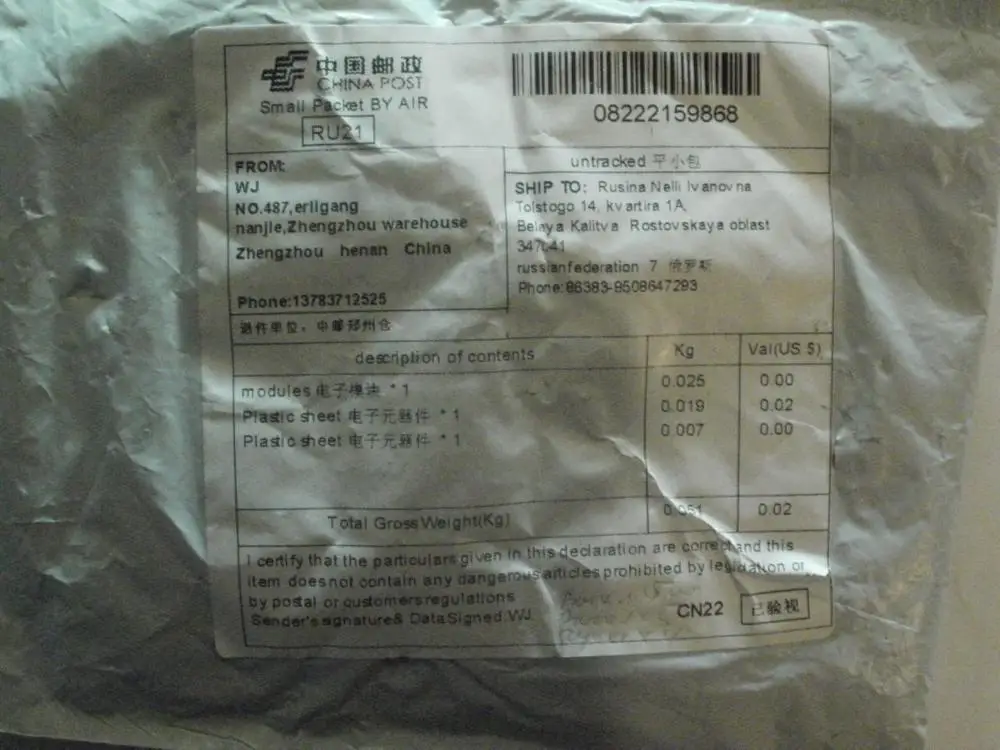 中国邮政
CHINA POST
Small Packet BY AIR
RU21
08222159868
FROM:
WJ
NO.487,erligang
nanjie,Zhengzhou warehouse
Zhengzhou henan China
Phone:13783712525
untracked 平小包
SHIP TO: Rusina Nelli Ivanovna
Tolstogo 14, kvartira 1A,
Belaya Kalitva Rostovskaya oblast
347041
russianfederation 7 俄罗斯
Phone:86383-9508647293
退件单位：中邮郑州仓
description of contents Kg Val(US $)
modules 电子模块 * 1 0.025 0.00
Plastic sheet 电子元器件 * 1 0.019 0.02
Plastic sheet 电子元器件 * 1 0.007 0.00
Total GrossWeight(Kg) 0.051 0.02
I certify that the particulars given in this declaration are correct and this
item does not contain any dangerous articles prohibited by legislation or
by postal or customers regulations
Sender's signature& DataSigned:WJ
CN22 已验视